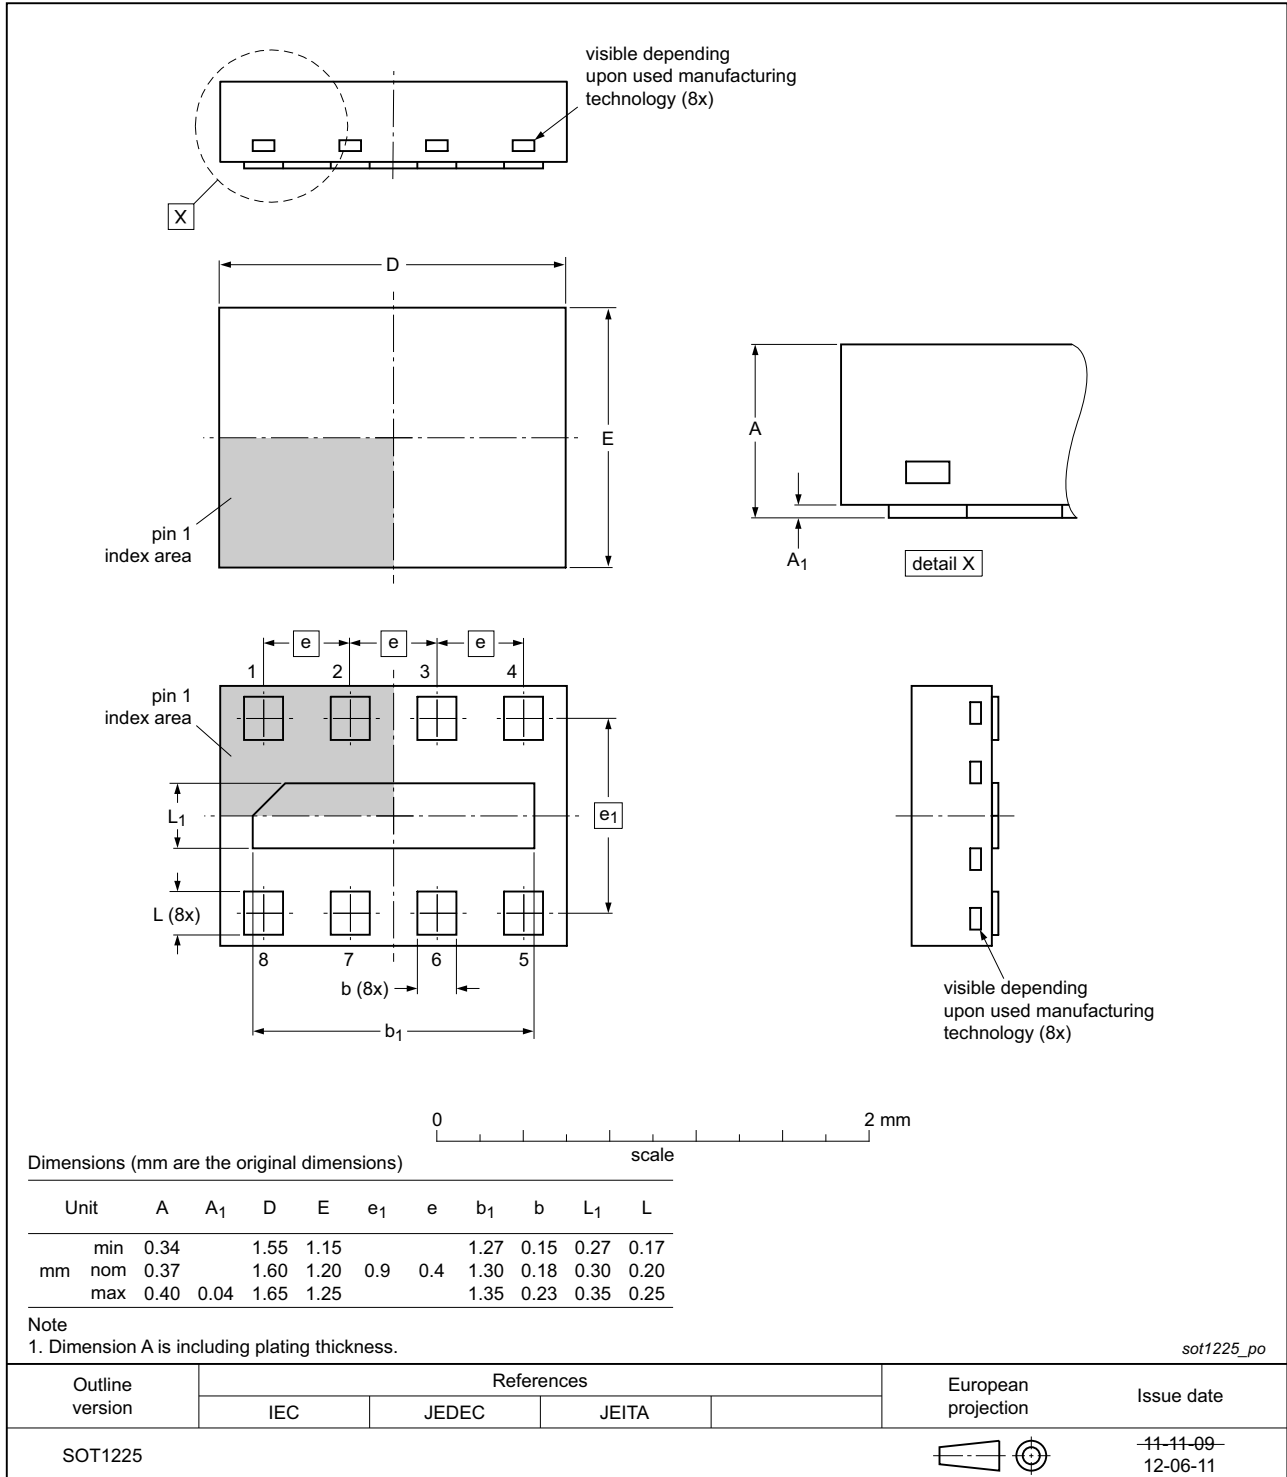 visible depending
upon used manufacturing
technology (8x)
X
D
E
pin 1
index area
A
A1
detail X
e e e
1 2 3 4
pin 1
index area
L1
e1
L (8x)
8 7 6 5
b (8x)
b1
visible depending
upon used manufacturing
technology (8x)
0 2 mm
scale
Dimensions (mm are the original dimensions)
Unit A A1 D E e1 e b1 b L1 L
min 0.34 1.55 1.15 1.27 0.15 0.27 0.17
mm nom 0.37 1.60 1.20 0.9 0.4 1.30 0.18 0.30 0.20
max 0.40 0.04 1.65 1.25 1.35 0.23 0.35 0.25
Note
1. Dimension A is including plating thickness.
sot1225_po
Outline
version
References
IEC JEDEC JEITA
European
projection
Issue date
SOT1225
11-11-09
12-06-11